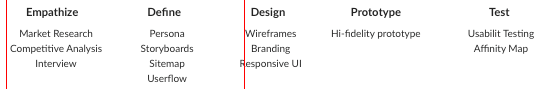 Empathize
Market Research
Competitive Analysis
Interview
Define
Persona
Storyboards
Sitemap
Userflow
Design
Wireframes
Branding
Responsive UI
Prototype
Hi-fidelity prototype
Test
Usabilit Testing
Affinity Map